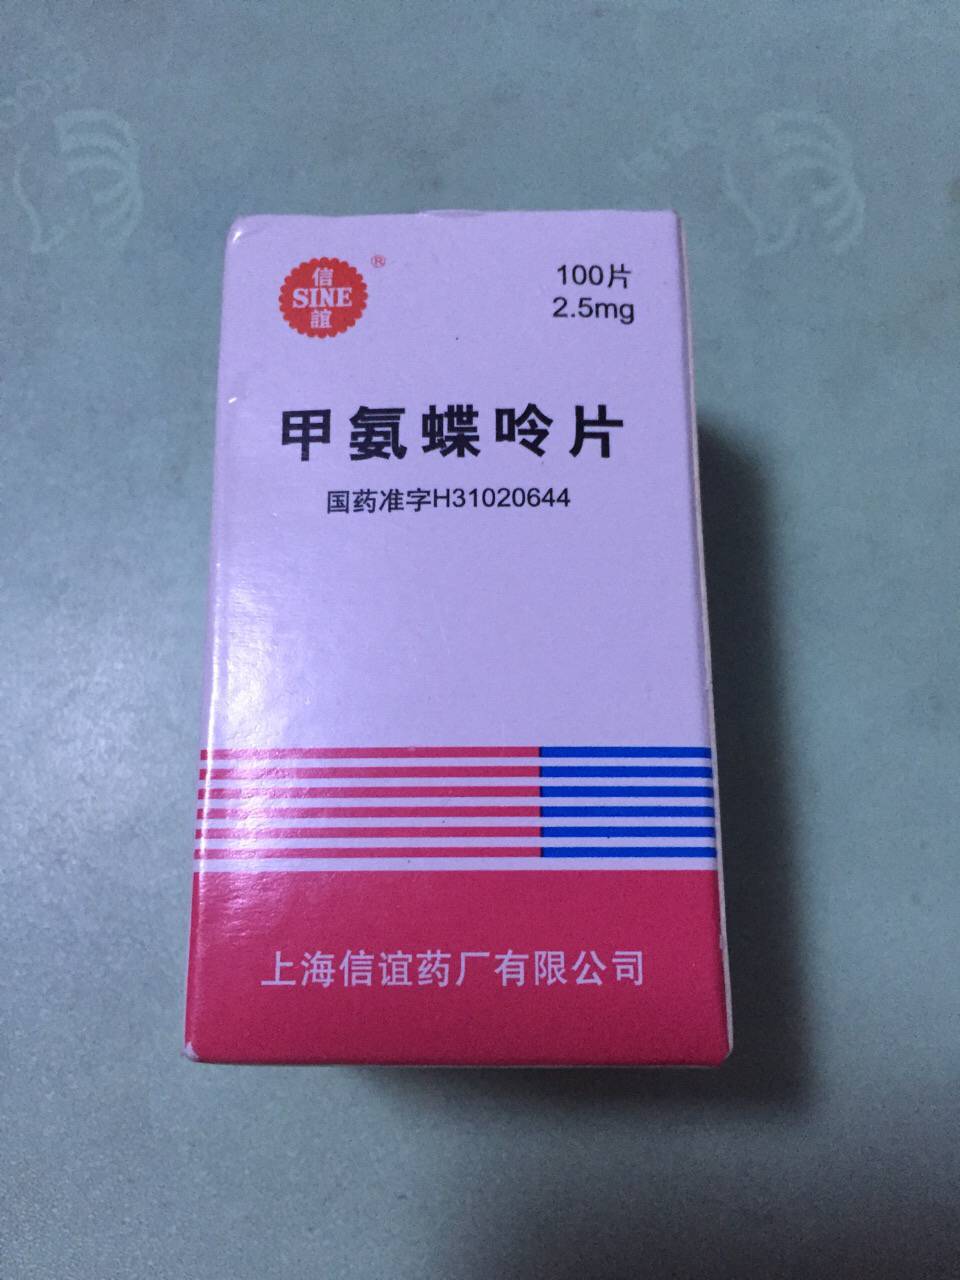 信
SINE
誼
®
100片
2.5mg
甲氨蝶呤片
国药准字H31020644
上海信谊药厂有限公司